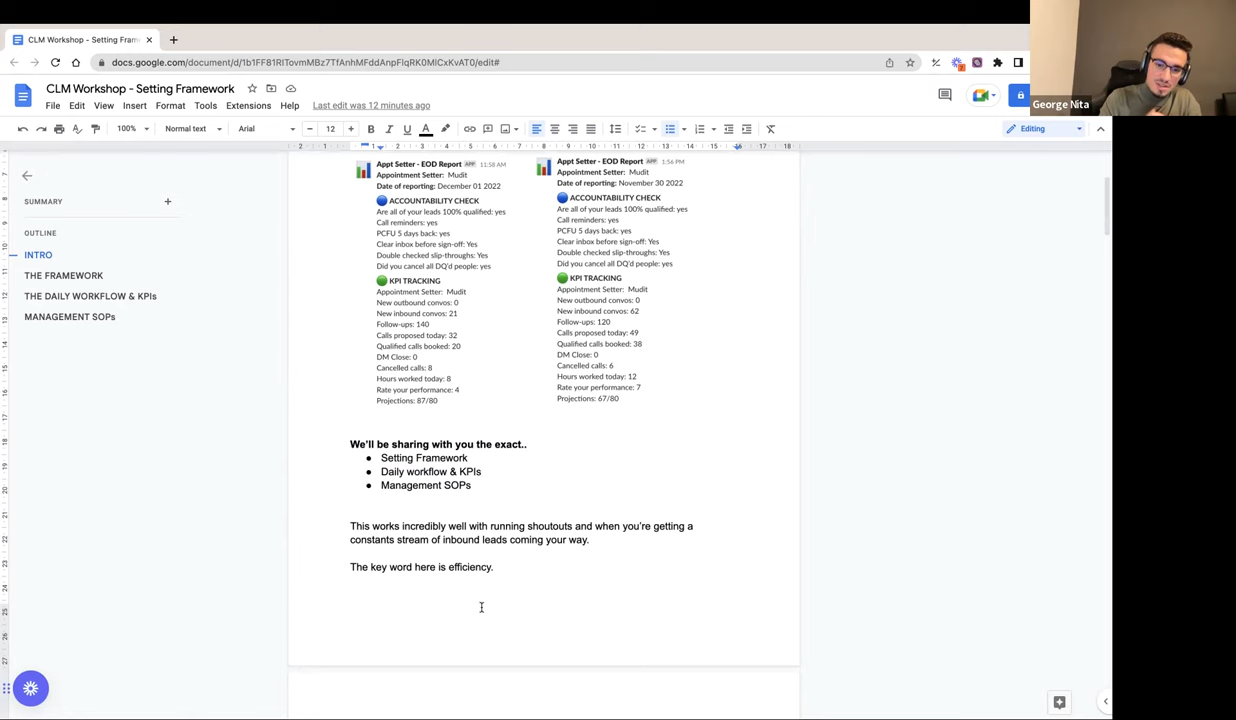 CLM Workshop - Setting Fram
docs.google.com/document/d/1b1FF81RITovmMBz7TfAnhMFddAnpFlqRK0MICxKvAT0/edit#
George Nita
CLM Workshop - Setting Framework
File Edit View Insert Format Tools Extensions Help Last edit was 12 minutes ago
100% Normal text Arial 12 Editing
SUMMARY
OUTLINE
INTRO
THE FRAMEWORK
THE DAILY WORKFLOW & KPIs
MANAGEMENT SOPs
Appt Setter - EOD Report APP 11:58 AM
Appointment Setter: Mudit
Date of reporting: December 01 2022
ACCOUNTABILITY CHECK
Are all of your leads 100% qualified: yes
Call reminders: yes
PCFU 5 days back: yes
Clear inbox before sign-off: Yes
Double checked slip-throughs: Yes
Did you cancel all DQ'd people: yes
KPI TRACKING
Appointment Setter: Mudit
New outbound convos: 0
New inbound convos: 21
Follow-ups: 140
Calls proposed today: 32
Qualified calls booked: 20
DM Close: 0
Cancelled calls: 8
Hours worked today: 8
Rate your performance: 4
Projections: 87/80
Appt Setter - EOD Report APP 1:56 PM
Appointment Setter: Mudit
Date of reporting: November 30 2022
ACCOUNTABILITY CHECK
Are all of your leads 100% qualified: yes
Call reminders: yes
PCFU 5 days back: yes
Clear inbox before sign-off: Yes
Double checked slip-throughs: Yes
Did you cancel all DQ'd people: yes
KPI TRACKING
Appointment Setter: Mudit
New outbound convos: 0
New inbound convos: 62
Follow-ups: 120
Calls proposed today: 49
Qualified calls booked: 38
DM Close: 0
Cancelled calls: 6
Hours worked today: 12
Rate your performance: 7
Projections: 67/80
We'll be sharing with you the exact..
● Setting Framework
● Daily workflow & KPIs
● Management SOPs
This works incredibly well with running shoutouts and when you're getting a
constants stream of inbound leads coming your way.
The key word here is efficiency.